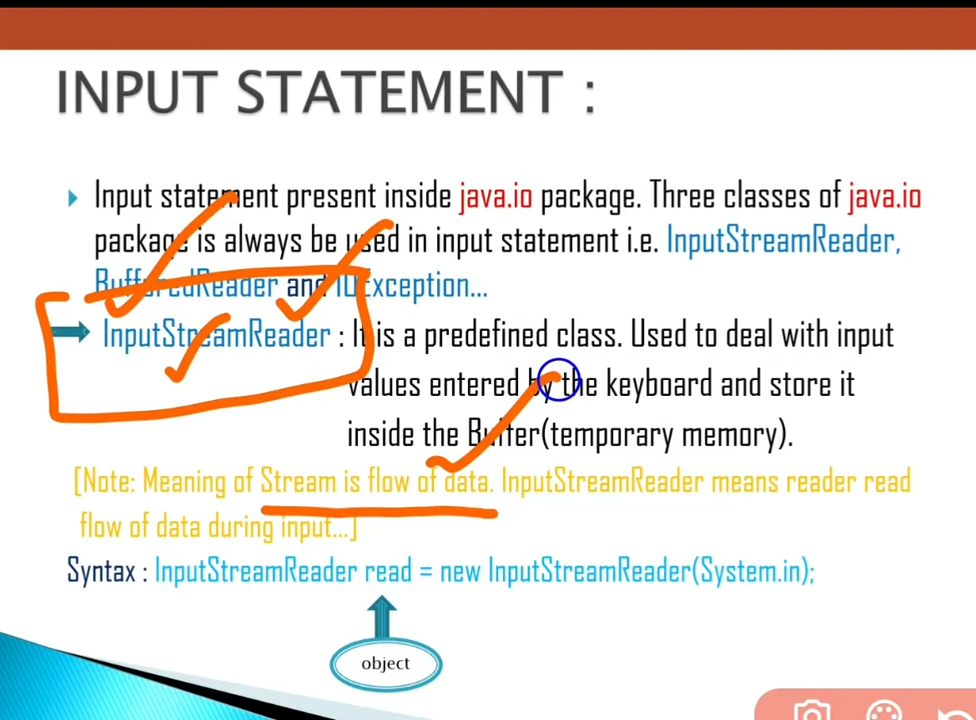 INPUT STATEMENT :
Input statement present inside java.io package. Three classes of java.io
package is always be used in input statement i.e. InputStreamReader,
BufferedReader and IOException...
InputStreamReader : It is a predefined class. Used to deal with input
values entered by the keyboard and store it
inside the Buffer(temporary memory).
[Note: Meaning of Stream is flow of data. InputStreamReader means reader read
flow of data during input...]
Syntax : InputStreamReader read = new InputStreamReader(System.in);
object